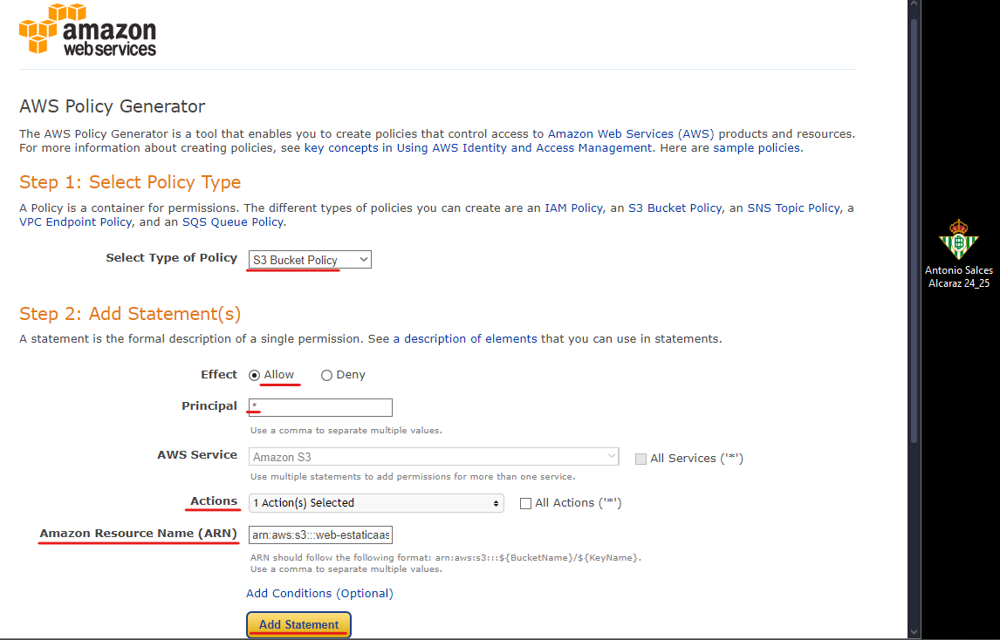 amazon
webservices
AWS Policy Generator
The AWS Policy Generator is a tool that enables you to create policies that control access to Amazon Web Services (AWS) products and resources.
For more information about creating policies, see key concepts in Using AWS Identity and Access Management. Here are sample policies.
Step 1: Select Policy Type
A Policy is a container for permissions. The different types of policies you can create are an IAM Policy, an S3 Bucket Policy, an SNS Topic Policy, a
VPC Endpoint Policy, and an SQS Queue Policy.
Select Type of Policy S3 Bucket Policy
Antonio Salces
Alcaraz 24_25
Step 2: Add Statement(s)
A statement is the formal description of a single permission. See a description of elements that you can use in statements.
Effect Allow Deny
Principal *
Use a comma to separate multiple values.
AWS Service Amazon S3 All Services ('*')
Use multiple statements to add permissions for more than one service.
Actions 1 Action(s) Selected All Actions ('*')
Amazon Resource Name (ARN) arn:aws:s3:::web-estaticaas
ARN should follow the following format: arn:aws:s3:::${BucketName}/${KeyName}.
Use a comma to separate multiple values.
Add Conditions (Optional)
Add Statement